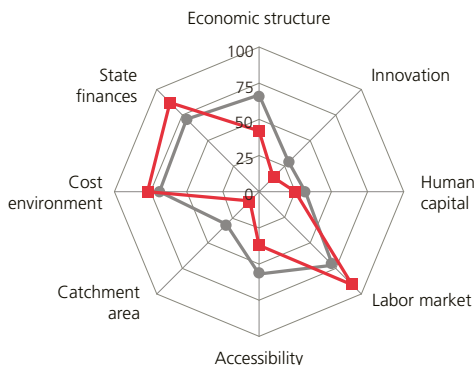 Economic structure
100
State
finances
Innovation
75
50
25
0
Cost
environment
Human
capital
Catchment
area
Labor market
Accessibility